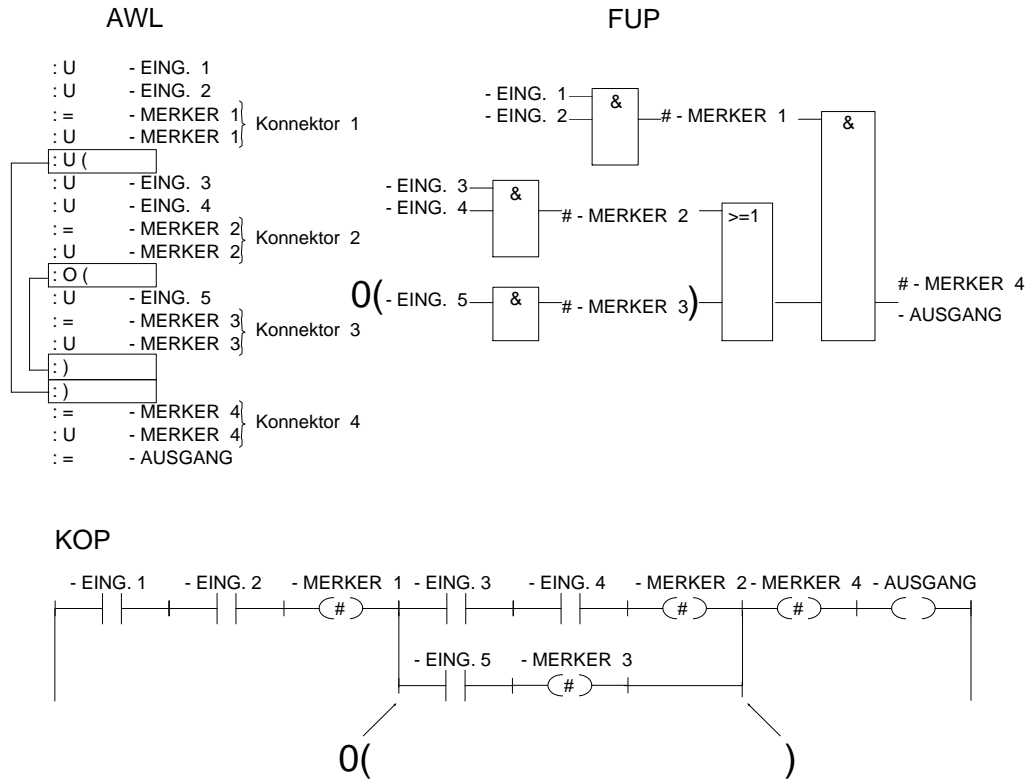 AWL
: U - EING. 1
: U - EING. 2
: = - MERKER 1
: U - MERKER 1
Konnektor 1
: U (
: U - EING. 3
: U - EING. 4
: = - MERKER 2
: U - MERKER 2
Konnektor 2
: O (
: U - EING. 5
: = - MERKER 3
: U - MERKER 3
Konnektor 3
: )
: )
: = - MERKER 4
: U - MERKER 4
Konnektor 4
: = - AUSGANG
FUP
- EING. 1
- EING. 2
&
# - MERKER 1
&
- EING. 3
- EING. 4
&
# - MERKER 2
>=1
0( - EING. 5
&
# - MERKER 3 )
# - MERKER 4
- AUSGANG
KOP
- EING. 1 - EING. 2 - MERKER 1 - EING. 3 - EING. 4 - MERKER 2 - MERKER 4 - AUSGANG
# # #
- EING. 5 - MERKER 3
#
0( )